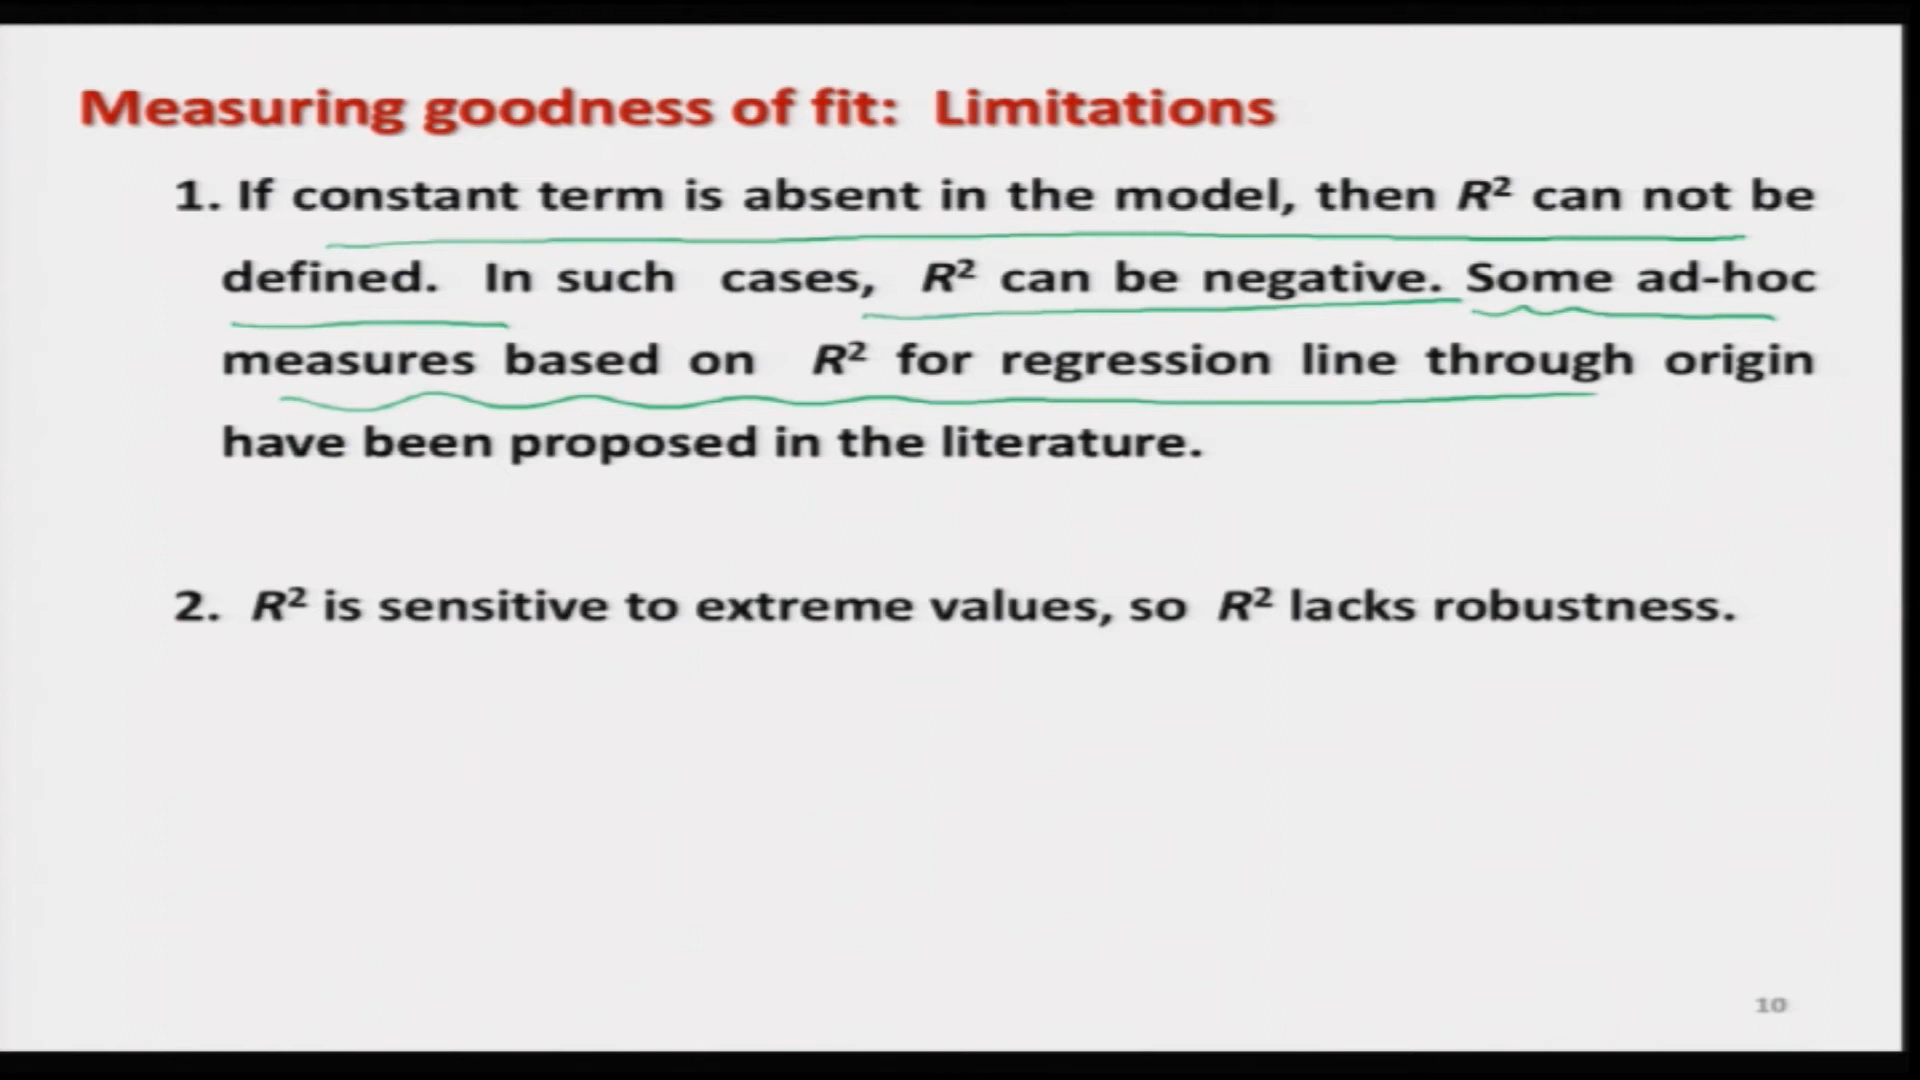 Measuring goodness of fit: Limitations
1. If constant term is absent in the model, then R² can not be
defined. In such cases, R² can be negative. Some ad-hoc
measures based on R² for regression line through origin
have been proposed in the literature.
2. R² is sensitive to extreme values, so R² lacks robustness.
10